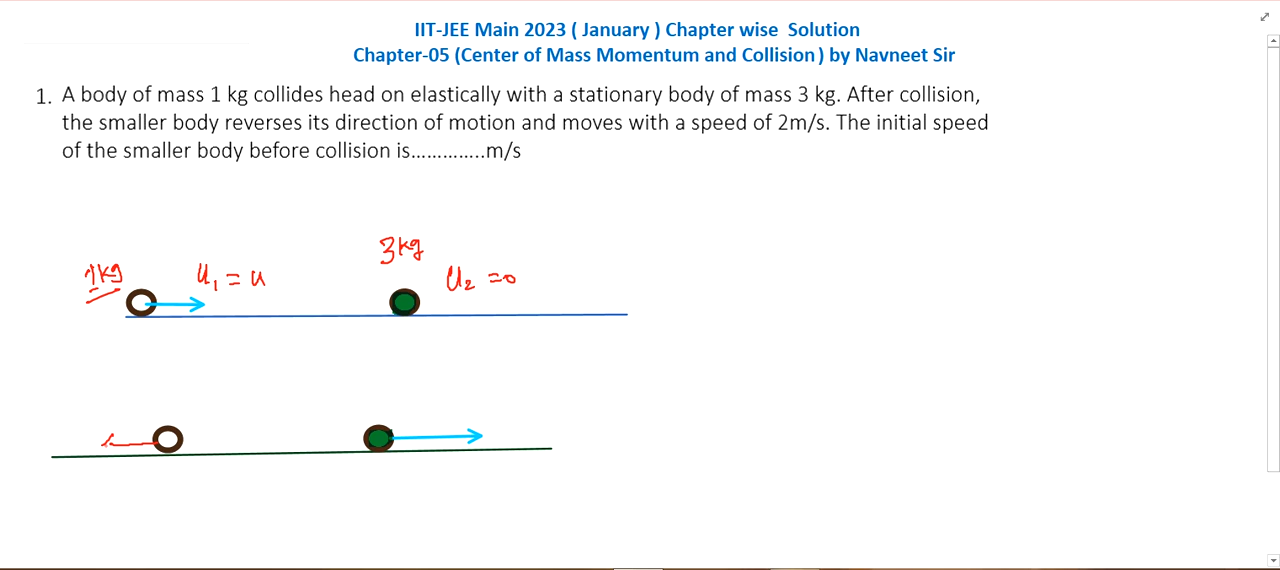 IIT-JEE Main 2023 ( January ) Chapter wise Solution
Chapter-05 (Center of Mass Momentum and Collision) by Navneet Sir
1. A body of mass 1 kg collides head on elastically with a stationary body of mass 3 kg. After collision,
the smaller body reverses its direction of motion and moves with a speed of 2m/s. The initial speed
of the smaller body before collision is..............m/s
3kg
1kg u₁ = u u₂ =0